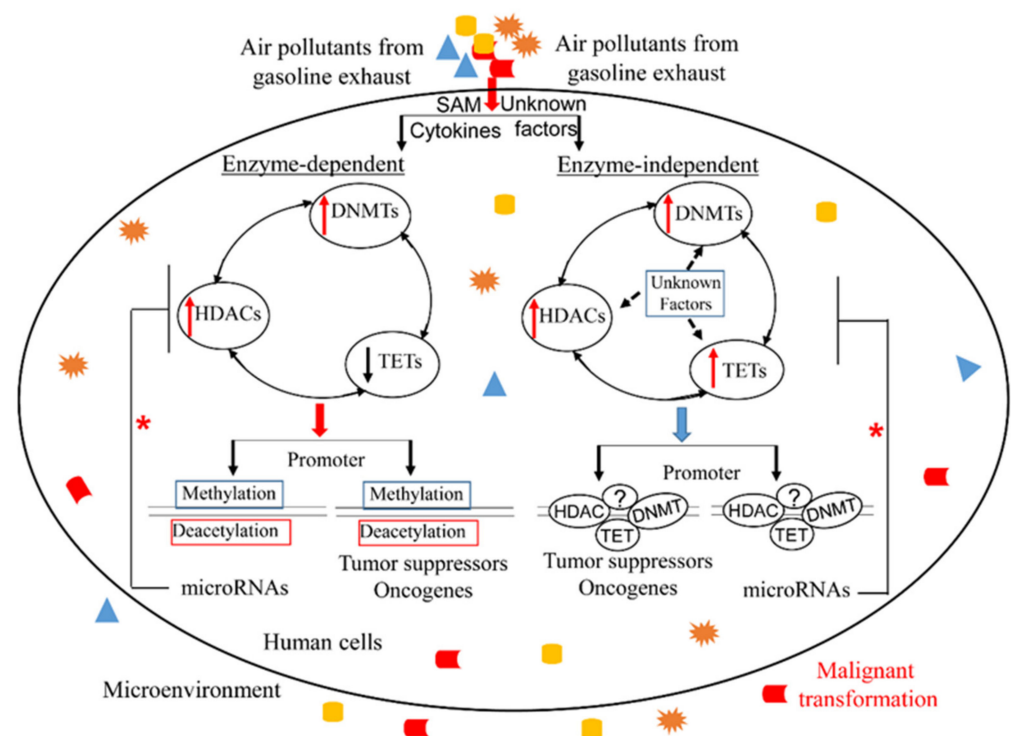 Air pollutants from
gasoline exhaust
Air pollutants from
gasoline exhaust
SAM
Cytokines
Unknown
factors
Enzyme-dependent
DNMTs
HDACs
TETs
Promoter
Methylation
Deacetylation
Methylation
Deacetylation
Tumor suppressors
Oncogenes
microRNAs
*
Enzyme-independent
DNMTs
Unknown
Factors
HDACs
TETs
Promoter
HDAC
?
DNMT
TET
HDAC
?
DNMT
TET
Tumor suppressors
Oncogenes
microRNAs
*
Human cells
Microenvironment
Malignant
transformation